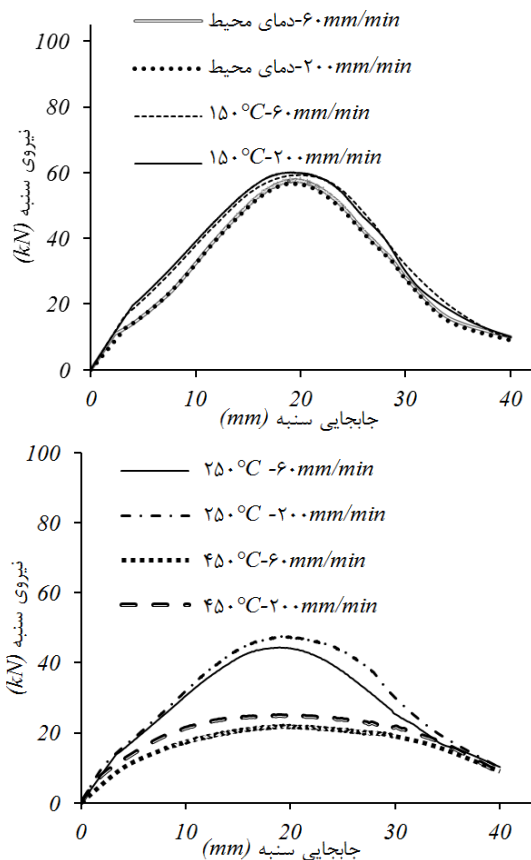 100
80
60
40
20
0
نیروی سنبه (kN)
دمای محیط-۶۰mm/min
دمای محیط-۲۰۰mm/min
۱۵۰°C-۶۰mm/min
۱۵۰°C-۲۰۰mm/min
0 10 20 30 40
جابجایی سنبه (mm)
100
80
60
40
20
0
نیروی سنبه (kN)
۲۵۰°C -۶۰mm/min
۲۵۰°C -۲۰۰mm/min
۴۵۰°C-۶۰mm/min
۴۵۰°C-۲۰۰mm/min
0 10 20 30 40
جابجایی سنبه (mm)